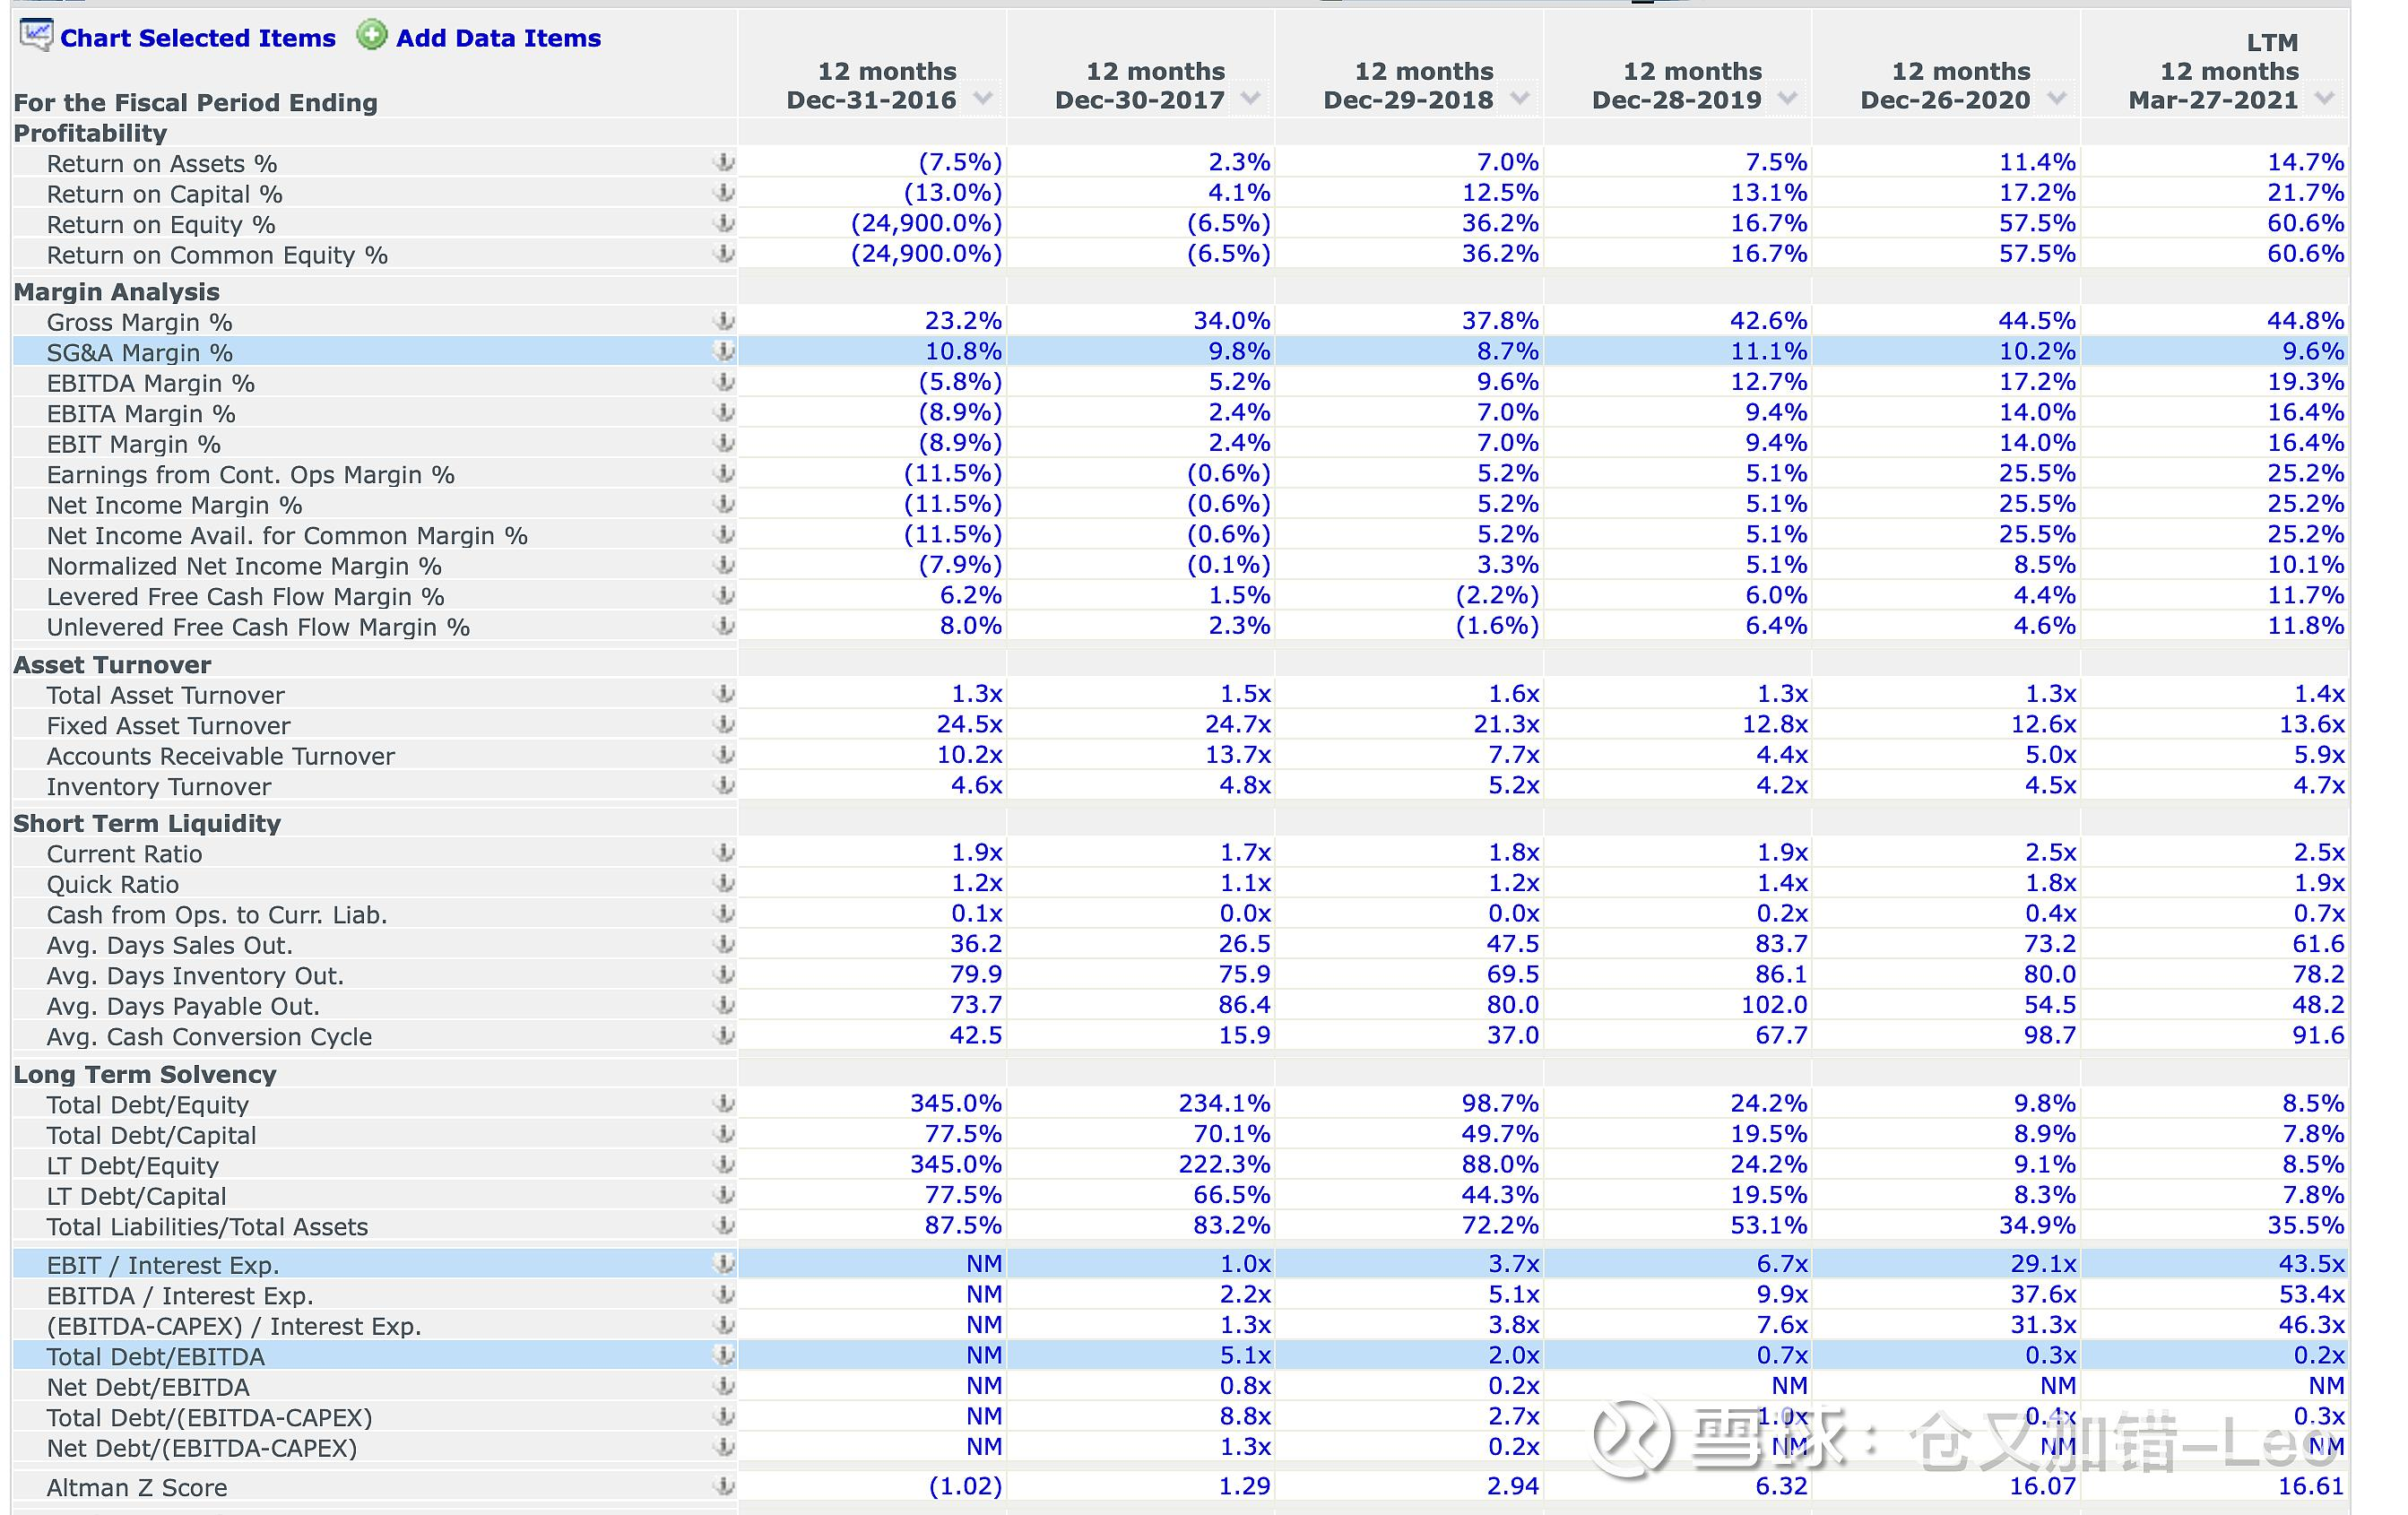 Chart Selected Items Add Data Items
LTM
12 months 12 months 12 months 12 months 12 months 12 months
For the Fiscal Period Ending Dec-31-2016 Dec-30-2017 Dec-29-2018 Dec-28-2019 Dec-26-2020 Mar-27-2021
Profitability
Return on Assets % (7.5%) 2.3% 7.0% 7.5% 11.4% 14.7%
Return on Capital % (13.0%) 4.1% 12.5% 13.1% 17.2% 21.7%
Return on Equity % (24,900.0%) (6.5%) 36.2% 16.7% 57.5% 60.6%
Return on Common Equity % (24,900.0%) (6.5%) 36.2% 16.7% 57.5% 60.6%
Margin Analysis
Gross Margin % 23.2% 34.0% 37.8% 42.6% 44.5% 44.8%
SG&A Margin % 10.8% 9.8% 8.7% 11.1% 10.2% 9.6%
EBITDA Margin % (5.8%) 5.2% 9.6% 12.7% 17.2% 19.3%
EBITA Margin % (8.9%) 2.4% 7.0% 9.4% 14.0% 16.4%
EBIT Margin % (8.9%) 2.4% 7.0% 9.4% 14.0% 16.4%
Earnings from Cont. Ops Margin % (11.5%) (0.6%) 5.2% 5.1% 25.5% 25.2%
Net Income Margin % (11.5%) (0.6%) 5.2% 5.1% 25.5% 25.2%
Net Income Avail. for Common Margin % (11.5%) (0.6%) 5.2% 5.1% 25.5% 25.2%
Normalized Net Income Margin % (7.9%) (0.1%) 3.3% 5.1% 8.5% 10.1%
Levered Free Cash Flow Margin % 6.2% 1.5% (2.2%) 6.0% 4.4% 11.7%
Unlevered Free Cash Flow Margin % 8.0% 2.3% (1.6%) 6.4% 4.6% 11.8%
Asset Turnover
Total Asset Turnover 1.3x 1.5x 1.6x 1.3x 1.3x 1.4x
Fixed Asset Turnover 24.5x 24.7x 21.3x 12.8x 12.6x 13.6x
Accounts Receivable Turnover 10.2x 13.7x 7.7x 4.4x 5.0x 5.9x
Inventory Turnover 4.6x 4.8x 5.2x 4.2x 4.5x 4.7x
Short Term Liquidity
Current Ratio 1.9x 1.7x 1.8x 1.9x 2.5x 2.5x
Quick Ratio 1.2x 1.1x 1.2x 1.4x 1.8x 1.9x
Cash from Ops. to Curr. Liab. 0.1x 0.0x 0.0x 0.2x 0.4x 0.7x
Avg. Days Sales Out. 36.2 26.5 47.5 83.7 73.2 61.6
Avg. Days Inventory Out. 79.9 75.9 69.5 86.1 80.0 78.2
Avg. Days Payable Out. 73.7 86.4 80.0 102.0 54.5 48.2
Avg. Cash Conversion Cycle 42.5 15.9 37.0 67.7 98.7 91.6
Long Term Solvency
Total Debt/Equity 345.0% 234.1% 98.7% 24.2% 9.8% 8.5%
Total Debt/Capital 77.5% 70.1% 49.7% 19.5% 8.9% 7.8%
LT Debt/Equity 345.0% 222.3% 88.0% 24.2% 9.1% 8.5%
LT Debt/Capital 77.5% 66.5% 44.3% 19.5% 8.3% 7.8%
Total Liabilities/Total Assets 87.5% 83.2% 72.2% 53.1% 34.9% 35.5%
EBIT / Interest Exp. NM 1.0x 3.7x 6.7x 29.1x 43.5x
EBITDA / Interest Exp. NM 2.2x 5.1x 9.9x 37.6x 53.4x
(EBITDA-CAPEX) / Interest Exp. NM 1.3x 3.8x 7.6x 31.3x 46.3x
Total Debt/EBITDA NM 5.1x 2.0x 0.7x 0.3x 0.2x
Net Debt/EBITDA NM 0.8x 0.2x NM NM NM
Total Debt/(EBITDA-CAPEX) NM 8.8x 2.7x 1.0x 0.4x 0.3x
Net Debt/(EBITDA-CAPEX) NM 1.3x 0.2x NM NM NM
雪球：仓又加错-Leo
Altman Z Score (1.02) 1.29 2.94 6.32 16.07 16.61